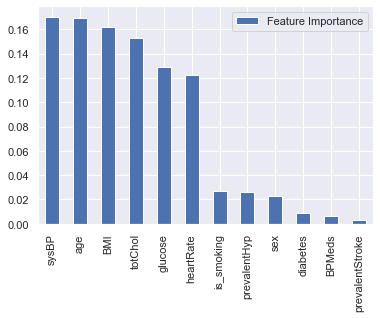 Feature Importance
0.16
0.14
0.12
0.10
0.08
0.06
0.04
0.02
0.00
sysBP
age
BMI
totChol
glucose
heartRate
is_smoking
prevalentHyp
sex
diabetes
BPMeds
prevalentStroke